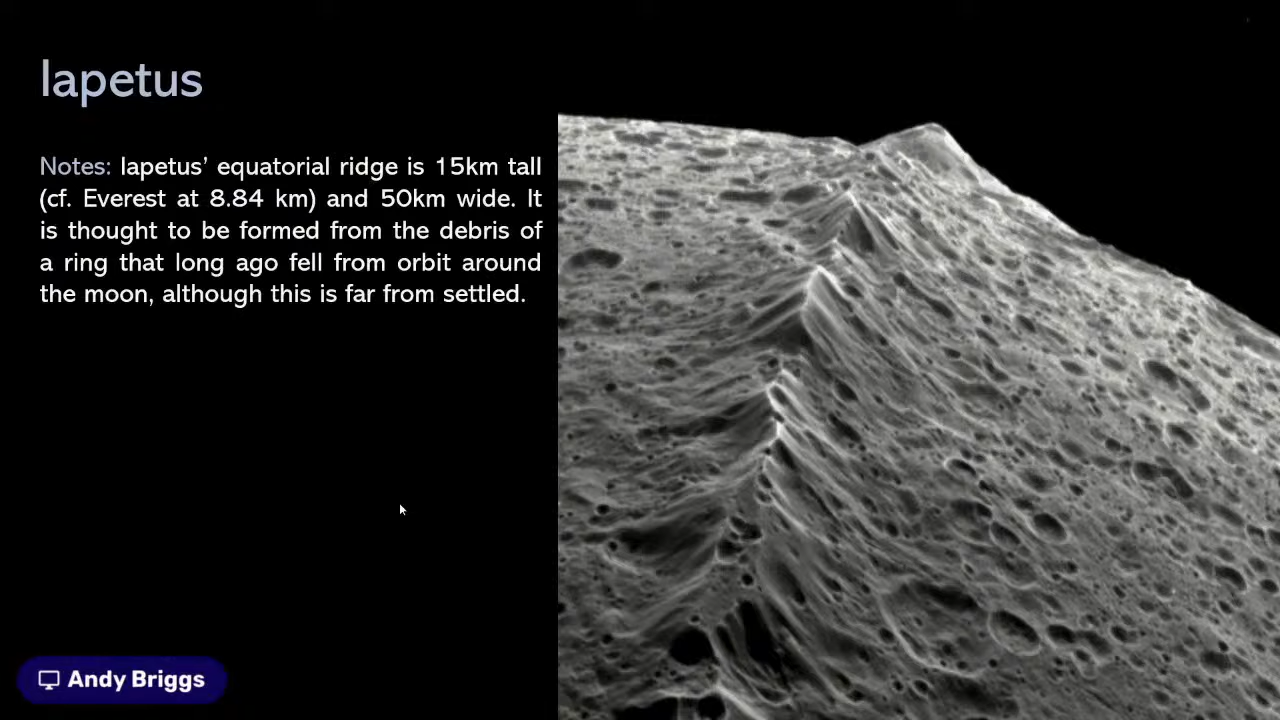 Iapetus
Notes: Iapetus’ equatorial ridge is 15km tall
(cf. Everest at 8.84 km) and 50km wide. It
is thought to be formed from the debris of
a ring that long ago fell from orbit around
the moon, although this is far from settled.
Andy Briggs